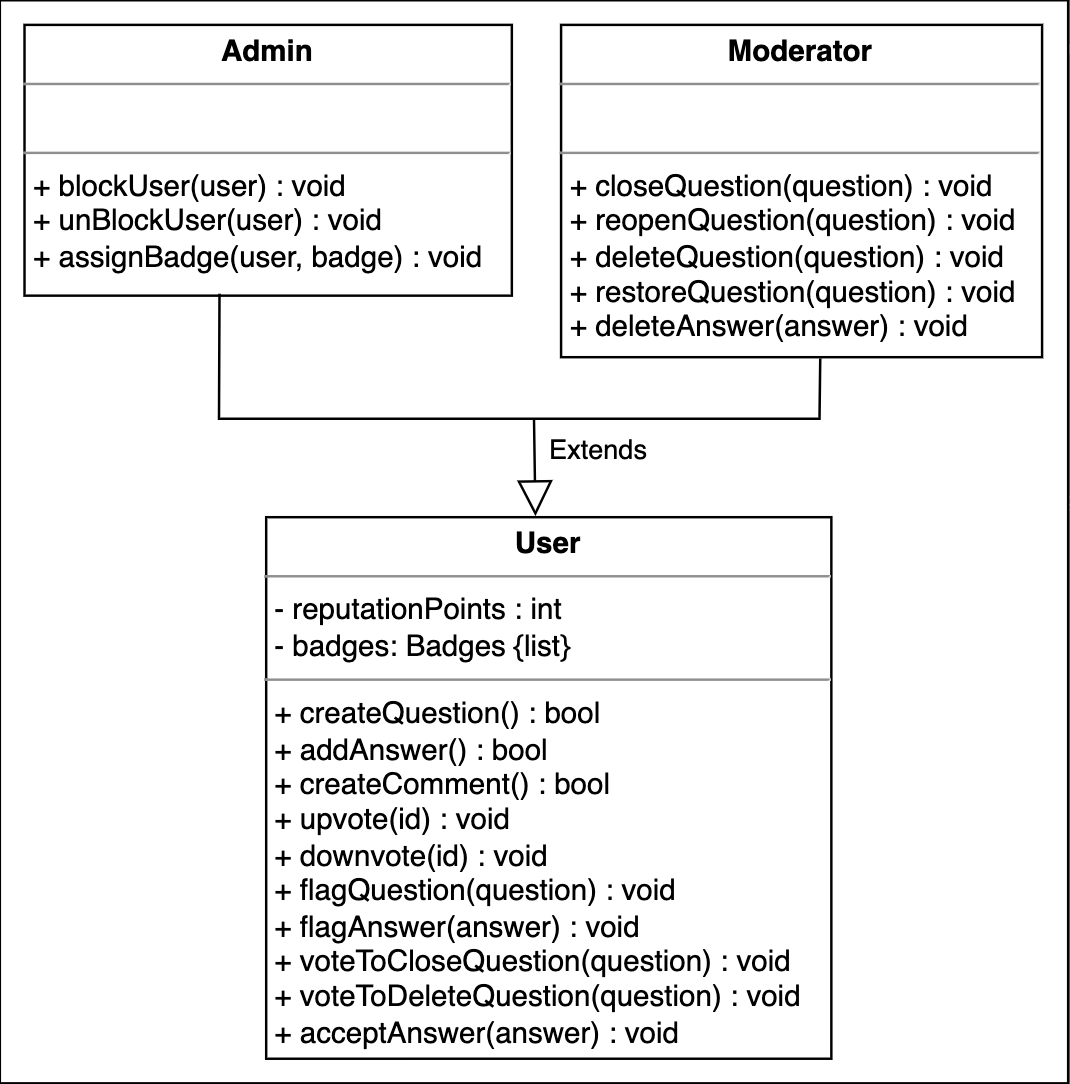 Admin
+ blockUser(user) : void
+ unBlockUser(user) : void
+ assignBadge(user, badge) : void
Moderator
+ closeQuestion(question) : void
+ reopenQuestion(question) : void
+ deleteQuestion(question) : void
+ restoreQuestion(question) : void
+ deleteAnswer(answer) : void
Extends
User
- reputationPoints : int
- badges: Badges {list}
+ createQuestion() : bool
+ addAnswer() : bool
+ createComment() : bool
+ upvote(id) : void
+ downvote(id) : void
+ flagQuestion(question) : void
+ flagAnswer(answer) : void
+ voteToCloseQuestion(question) : void
+ voteToDeleteQuestion(question) : void
+ acceptAnswer(answer) : void